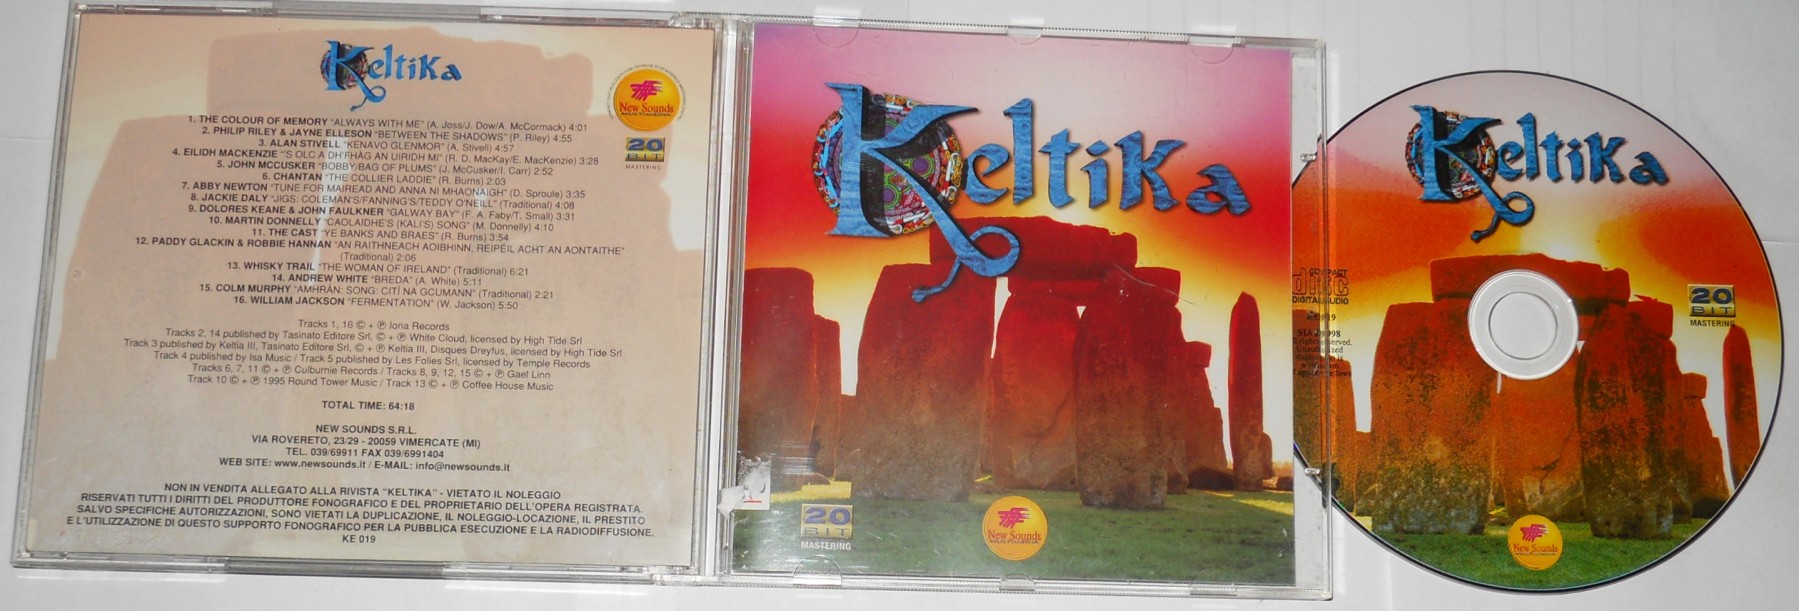 Keltika
New Sounds
MULTIMEDIA
20
BIT
MASTERING
1. THE COLOUR OF MEMORY "ALWAYS WITH ME" (A. Joss/J. Dow/A. McCormack) 4:01
2. PHILIP RILEY & JAYNE ELLESON "BETWEEN THE SHADOWS" (P. Riley) 4:55
3. ALAN STIVELL "KENAVO GLENMOR" (A. Stivell) 4:57
4. EILIDH MACKENZIE "'S OLC A DH'FHÀG AN UIRIDH MI" (R. D. MacKay/E. MacKenzie) 3:28
5. JOHN MCCUSKER "BOBBY/BAG OF PLUMS" (J. McCusker/I. Carr) 2:52
6. CHANTAN "THE COLLIER LADDIE" (R. Burns) 2:03
7. ABBY NEWTON "TUNE FOR MAIREAD AND ANNA NI MHAONAIGH" (D. Sproule) 3:35
8. JACKIE DALY "JIGS: COLEMAN'S/FANNING'S/TEDDY O'NEILL" (Traditional) 4:08
9. DOLORES KEANE & JOHN FAULKNER "GALWAY BAY" (F. A. Faby/T. Small) 3:31
10. MARTIN DONNELLY "CAOLAIDHE'S (KALI'S) SONG" (M. Donnelly) 4:10
11. THE CAST "YE BANKS AND BRAES" (R. Burns) 3:54
12. PADDY GLACKIN & ROBBIE HANNAN "AN RAITHNEACH AOIBHINN, REIPÉIL ACHT AN AONTAITHE"
(Traditional) 2:06
13. WHISKY TRAIL "THE WOMAN OF IRELAND" (Traditional) 6:21
14. ANDREW WHITE "BREDA" (A. White) 5:11
15. COLM MURPHY "AMHRÁN: SONG: CITÍ NA GCUMANN" (Traditional) 2:21
16. WILLIAM JACKSON "FERMENTATION" (W. Jackson) 5:50
Tracks 1, 16 © + ℗ Iona Records
Tracks 2, 14 published by Tasinato Editore Srl, © + ℗ White Cloud, licensed by High Tide Srl
Track 3 published by Keltia III, Tasinato Editore Srl, © + ℗ Keltia III, Disques Dreyfus, licensed by High Tide Srl
Track 4 published by Isa Music / Track 5 published by Les Folies Srl, licensed by Temple Records
Tracks 6, 7, 11 © + ℗ Culburnie Records / Tracks 8, 9, 12, 15 © + ℗ Gael Linn
Track 10 © + ℗ 1995 Round Tower Music / Track 13 © + ℗ Coffee House Music
TOTAL TIME: 64:18
NEW SOUNDS S.R.L.
VIA ROVERETO, 23/29 - 20059 VIMERCATE (MI)
TEL. 039/69911 FAX 039/6991404
WEB SITE: www.newsounds.it / E-MAIL: info@newsounds.it
NON IN VENDITA ALLEGATO ALLA RIVISTA "KELTIKA" - VIETATO IL NOLEGGIO
RISERVATI TUTTI I DIRITTI DEL PRODUTTORE FONOGRAFICO E DEL PROPRIETARIO DELL'OPERA REGISTRATA.
SALVO SPECIFICHE AUTORIZZAZIONI, SONO VIETATI LA DUPLICAZIONE, IL NOLEGGIO-LOCAZIONE, IL PRESTITO
E L'UTILIZZAZIONE DI QUESTO SUPPORTO FONOGRAFICO PER LA PUBBLICA ESECUZIONE E LA RADIODIFFUSIONE.
KE 019
Keltika
20
BIT
MASTERING
New Sounds
MULTIMEDIA
Keltika
COMPACT
disc
DIGITAL AUDIO
20
BIT
MASTERING
New Sounds
MULTIMEDIA